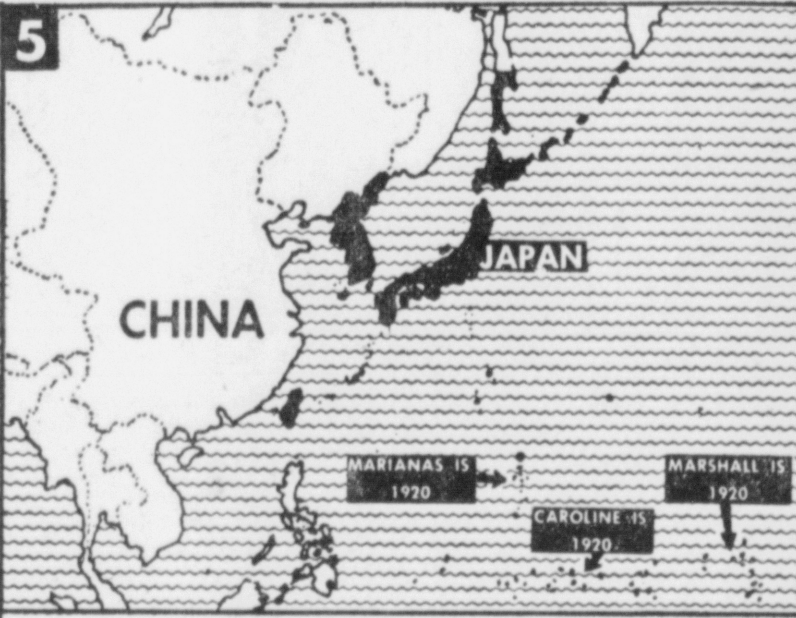 5
JAPAN
CHINA
MARIANAS IS
1920
MARSHALL IS
1920
CAROLINE IS
1920